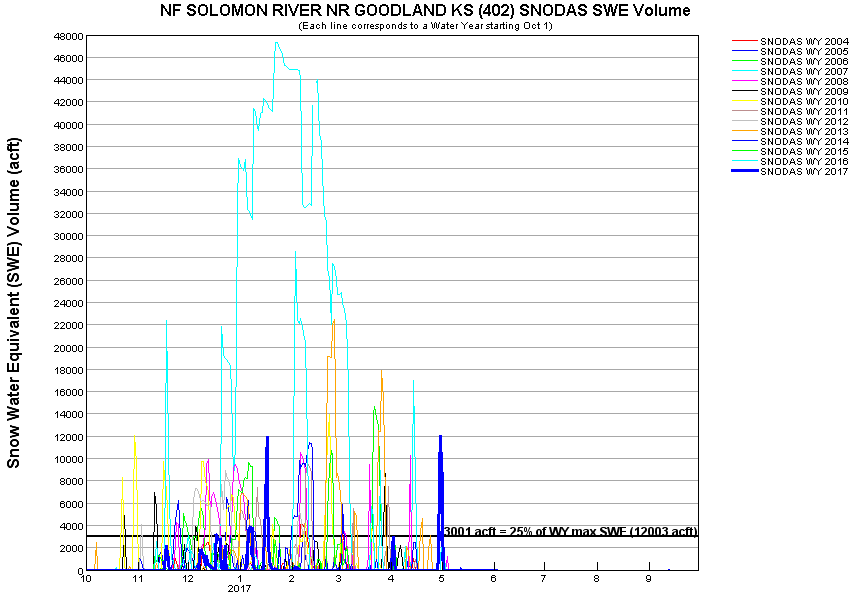 NF SOLOMON RIVER NR GOODLAND KS (402) SNODAS SWE Volume
(Each line corresponds to a Water Year starting Oct 1)
Snow Water Equivalent (SWE) Volume (acft)
48000
46000
44000
42000
40000
38000
36000
34000
32000
30000
28000
26000
24000
22000
20000
18000
16000
14000
12000
10000
8000
6000
4000
2000
0
3001 acft = 25% of WY max SWE (12003 acft)
10 11 12 1 2 3 4 5 6 7 8 9
2017
SNODAS WY 2004
SNODAS WY 2005
SNODAS WY 2006
SNODAS WY 2007
SNODAS WY 2008
SNODAS WY 2009
SNODAS WY 2010
SNODAS WY 2011
SNODAS WY 2012
SNODAS WY 2013
SNODAS WY 2014
SNODAS WY 2015
SNODAS WY 2016
SNODAS WY 2017